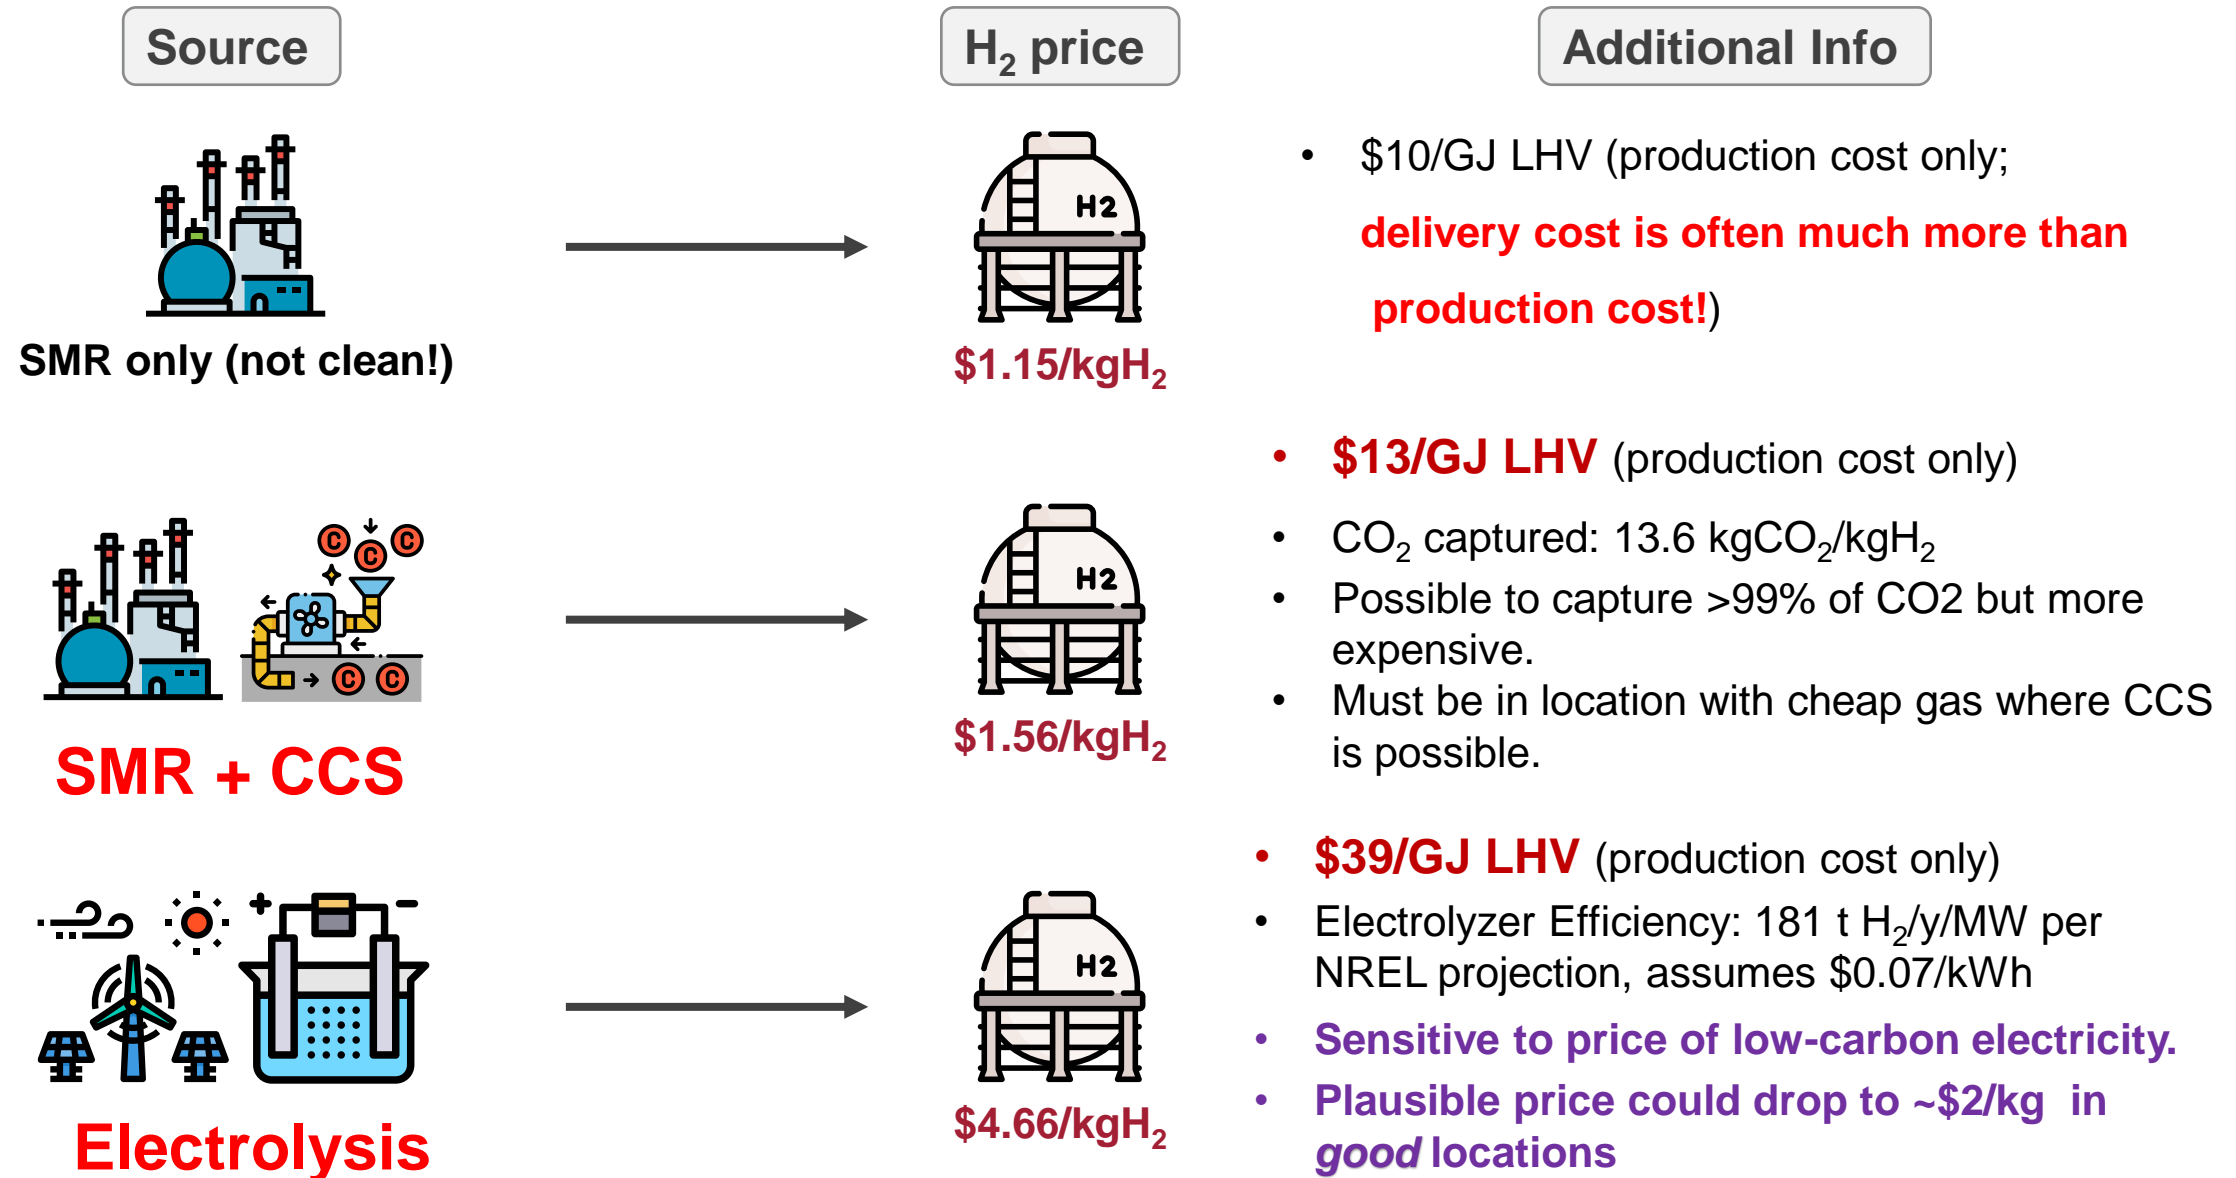 Source
H₂ price
Additional Info
H2
SMR only (not clean!)
$1.15/kgH₂
• $10/GJ LHV (production cost only;
delivery cost is often much more than
production cost!)
C C C
C C
H2
SMR + CCS
$1.56/kgH₂
• $13/GJ LHV (production cost only)
• CO₂ captured: 13.6 kgCO₂/kgH₂
• Possible to capture >99% of CO2 but more
expensive.
• Must be in location with cheap gas where CCS
is possible.
+ −
H2
Electrolysis
$4.66/kgH₂
• $39/GJ LHV (production cost only)
• Electrolyzer Efficiency: 181 t H₂/y/MW per
NREL projection, assumes $0.07/kWh
• Sensitive to price of low-carbon electricity.
• Plausible price could drop to ~$2/kg in
good locations